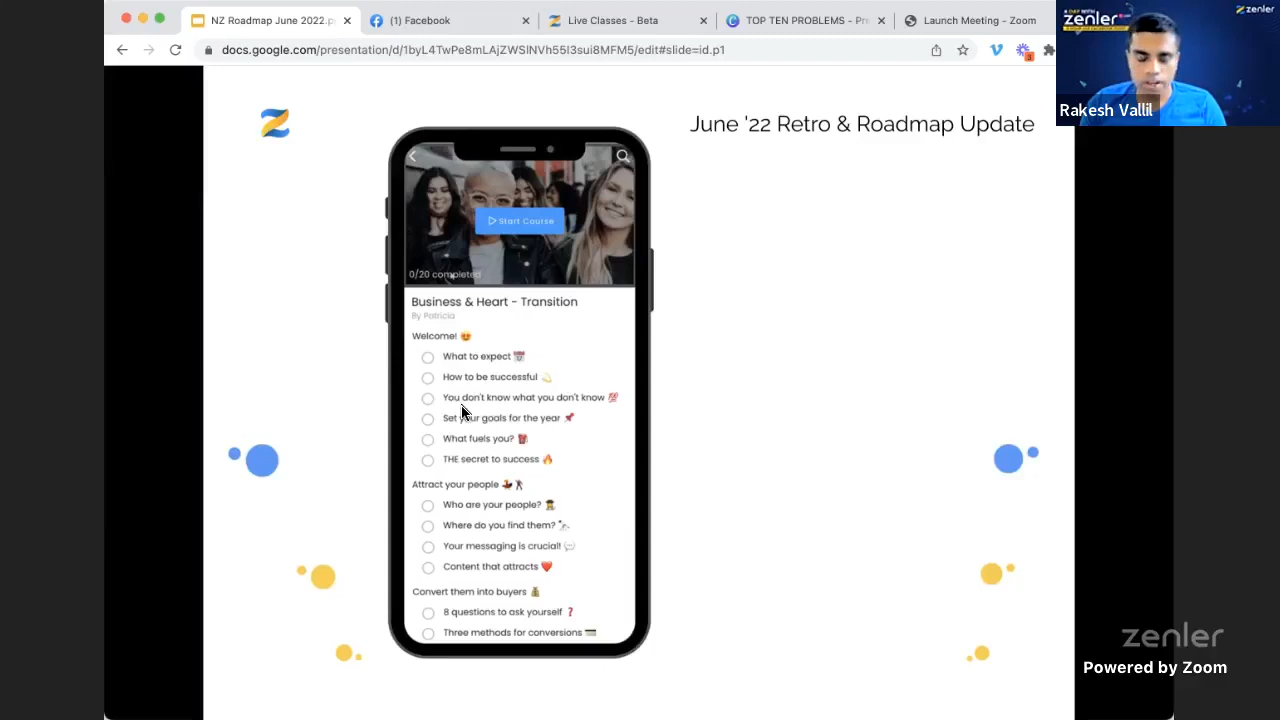 NZ Roadmap June 2022.p
(1) Facebook
Live Classes - Beta
TOP TEN PROBLEMS - Pr
Launch Meeting - Zoom
docs.google.com/presentation/d/1byL4TwPe8mLAjZWSlNVh55I3sui8MFM5/edit#slide=id.p1
3
zenler
zenler
Rakesh Vallil
June '22 Retro & Roadmap Update
Start Course
0/20 completed
Business & Heart - Transition
By Patricia
Welcome! 😍
What to expect 📅
How to be successful 💫
You don't know what you don't know 💯
Set your goals for the year 📌
What fuels you?
THE secret to success 🔥
Attract your people
Who are your people?
Where do you find them? 🔭
Your messaging is crucial! 💬
Content that attracts ❤️
Convert them into buyers 💰
8 questions to ask yourself ❓
Three methods for conversions 💳
zenler
Powered by Zoom